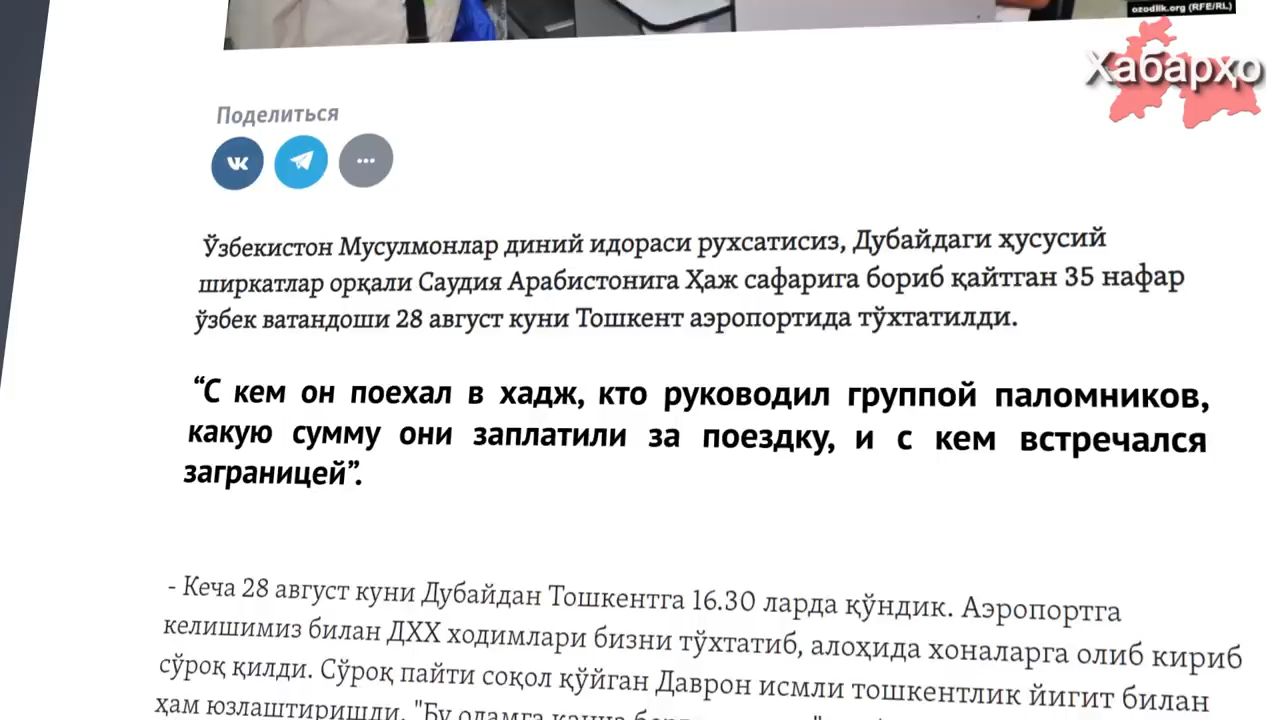 ozodlik.org (RFE/RL)
Хабарҳо
Поделиться
Ўзбекистон Мусулмонлар диний идораси рухсатисиз, Дубайдаги ҳусусий
ширкатлар орқали Саудия Арабистонига Ҳаж сафарига бориб қайтган 35 нафар
ўзбек ватандоши 28 август куни Тошкент аэропортида тўхтатилди.
“С кем он поехал в хадж, кто руководил группой паломников,
какую сумму они заплатили за поездку, и с кем встречался
заграницей”.
- Кеча 28 август куни Дубайдан Тошкентга 16.30 ларда қўндик. Аэропортга
келишимиз билан ДХХ ходимлари бизни тўхтатиб, алоҳида хоналарга олиб кириб
сўроқ қилди. Сўроқ пайти соқол қўйган Даврон исмли тошкентлик йигит билан
ҳам юзлаштиришди. "Бу одамга қанча